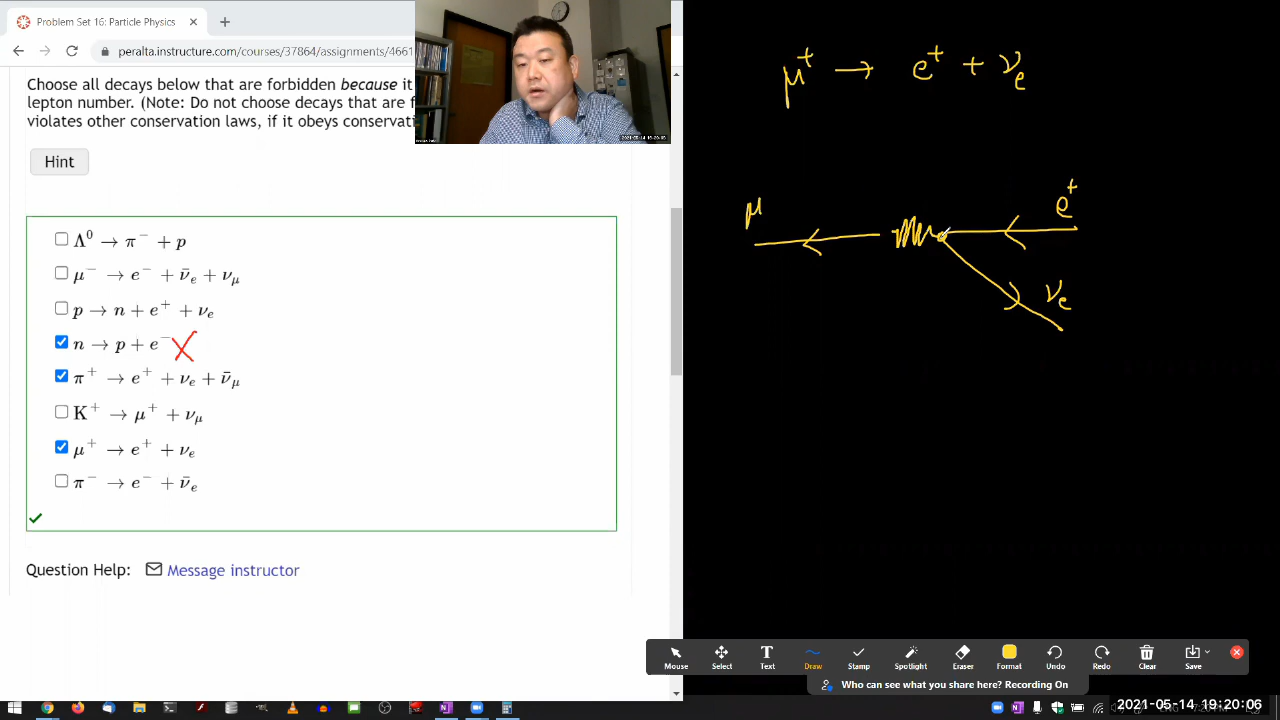 Problem Set 16: Particle Physics
peralta.instructure.com/courses/37864/assignments/4661
Choose all decays below that are forbidden because it
lepton number. (Note: Do not choose decays that are f
violates other conservation laws, if it obeys conservat
Hint
Λ⁰ → π⁻ + p
μ⁻ → e⁻ + ν̄ₑ + ν_μ
p → n + e⁺ + νₑ
n → p + e⁻
π⁺ → e⁺ + νₑ + ν̄_μ
K⁺ → μ⁺ + ν_μ
μ⁺ → e⁺ + νₑ
π⁻ → e⁻ + ν̄ₑ
Question Help: Message instructor
μ⁺ → e⁺ + νₑ
μ
e⁺
νₑ
Mouse Select Text Draw Stamp Spotlight Eraser Format Undo Redo Clear Save
Who can see what you share here? Recording On
2021-05-14 19:20:06